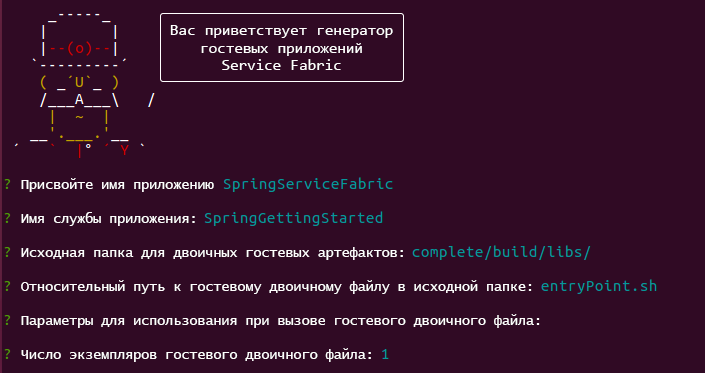 Вас приветствует генератор
гостевых приложений
Service Fabric
? Присвойте имя приложению SpringServiceFabric
? Имя службы приложения: SpringGettingStarted
? Исходная папка для двоичных гостевых артефактов: complete/build/libs/
? Относительный путь к гостевому двоичному файлу в исходной папке: entryPoint.sh
? Параметры для использования при вызове гостевого двоичного файла:
? Число экземпляров гостевого двоичного файла: 1